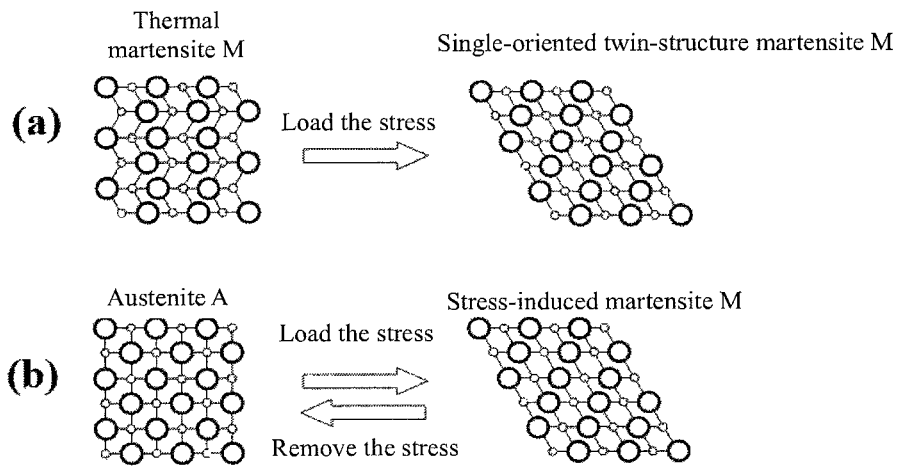 Thermal
martensite M
Single-oriented twin-structure martensite M
(a)
Load the stress
Austenite A
Stress-induced martensite M
Load the stress
(b)
Remove the stress